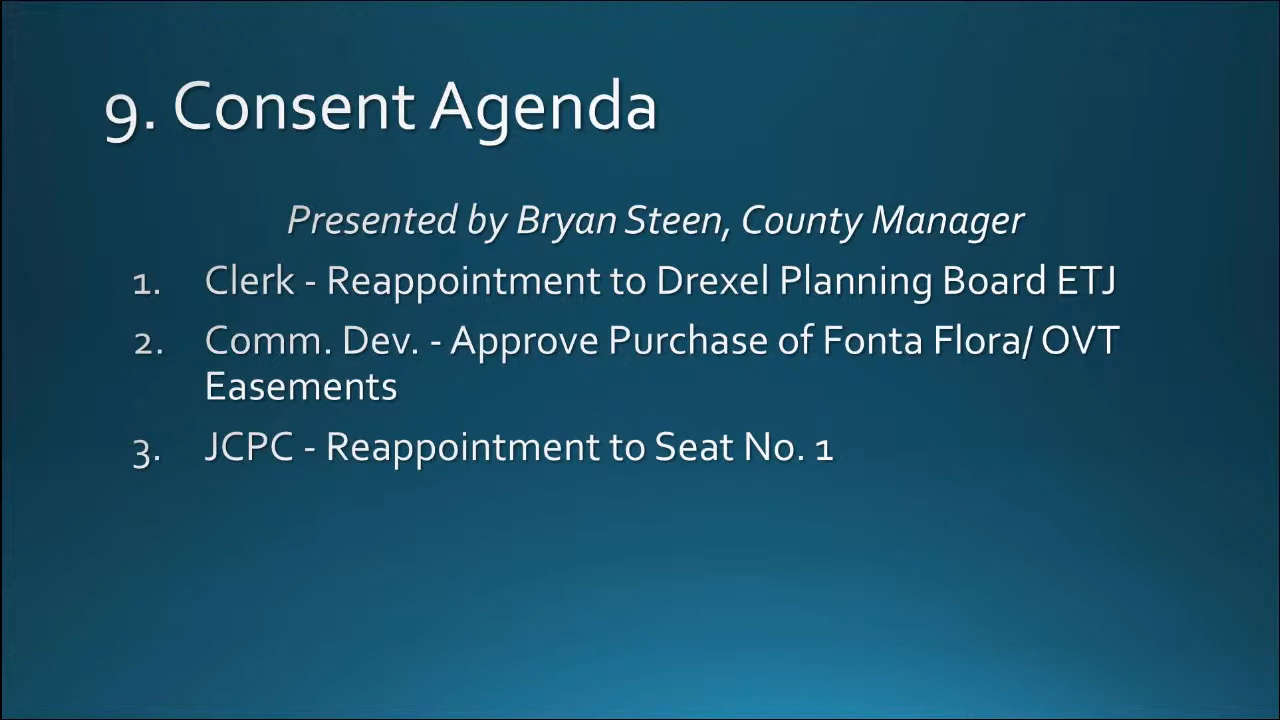 9. Consent Agenda
Presented by Bryan Steen, County Manager
1. Clerk - Reappointment to Drexel Planning Board ETJ
2. Comm. Dev. - Approve Purchase of Fonta Flora/ OVT
Easements
3. JCPC - Reappointment to Seat No. 1